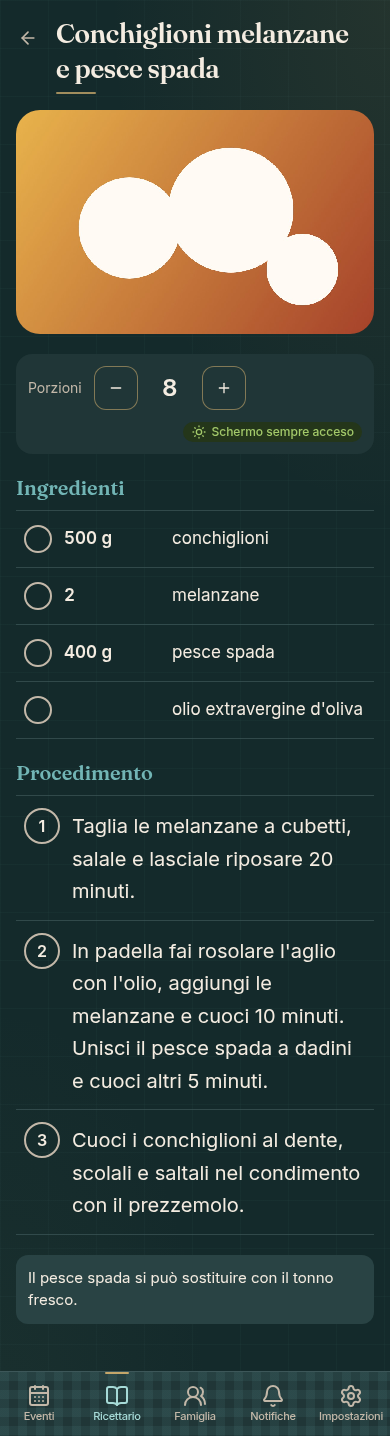 Conchiglioni melanzane
e pesce spada
Porzioni
8
Schermo sempre acceso
Ingredienti
500 g conchiglioni
2 melanzane
400 g pesce spada
olio extravergine d'oliva
Procedimento
1 Taglia le melanzane a cubetti,
salale e lasciale riposare 20
minuti.
2 In padella fai rosolare l'aglio
con l'olio, aggiungi le
melanzane e cuoci 10 minuti.
Unisci il pesce spada a dadini
e cuoci altri 5 minuti.
3 Cuoci i conchiglioni al dente,
scolali e saltali nel condimento
con il prezzemolo.
Il pesce spada si può sostituire con il tonno
fresco.
Eventi Ricettario Famiglia Notifiche Impostazioni